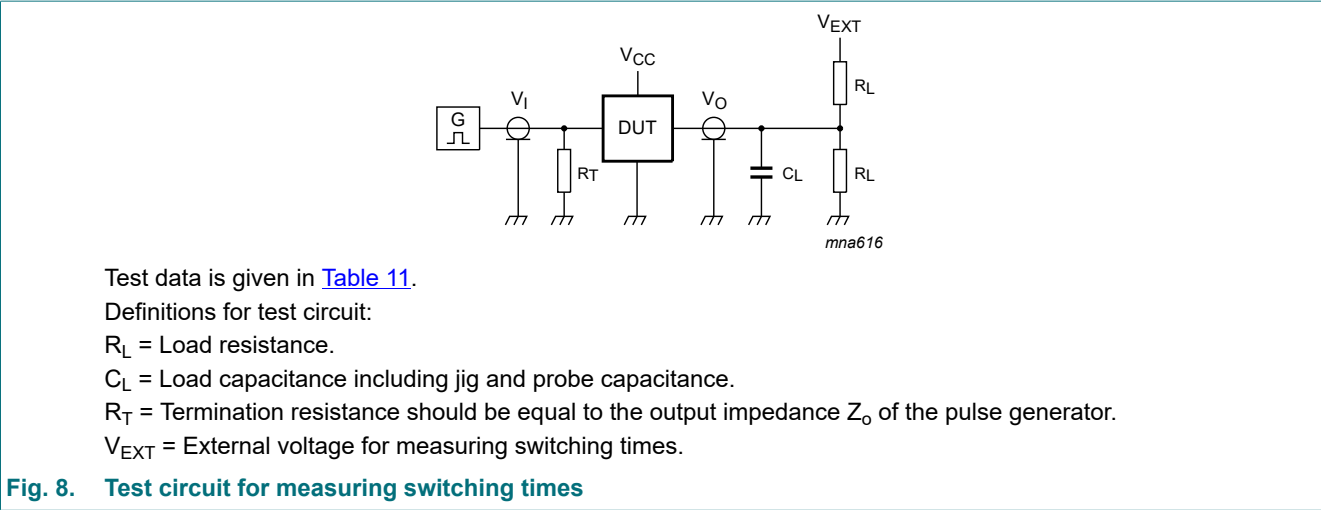 VEXT
VCC
RL
VI
VO
G
DUT
RT
CL
RL
mna616
Test data is given in Table 11.
Definitions for test circuit:
RL = Load resistance.
CL = Load capacitance including jig and probe capacitance.
RT = Termination resistance should be equal to the output impedance Zo of the pulse generator.
VEXT = External voltage for measuring switching times.
Fig. 8. Test circuit for measuring switching times